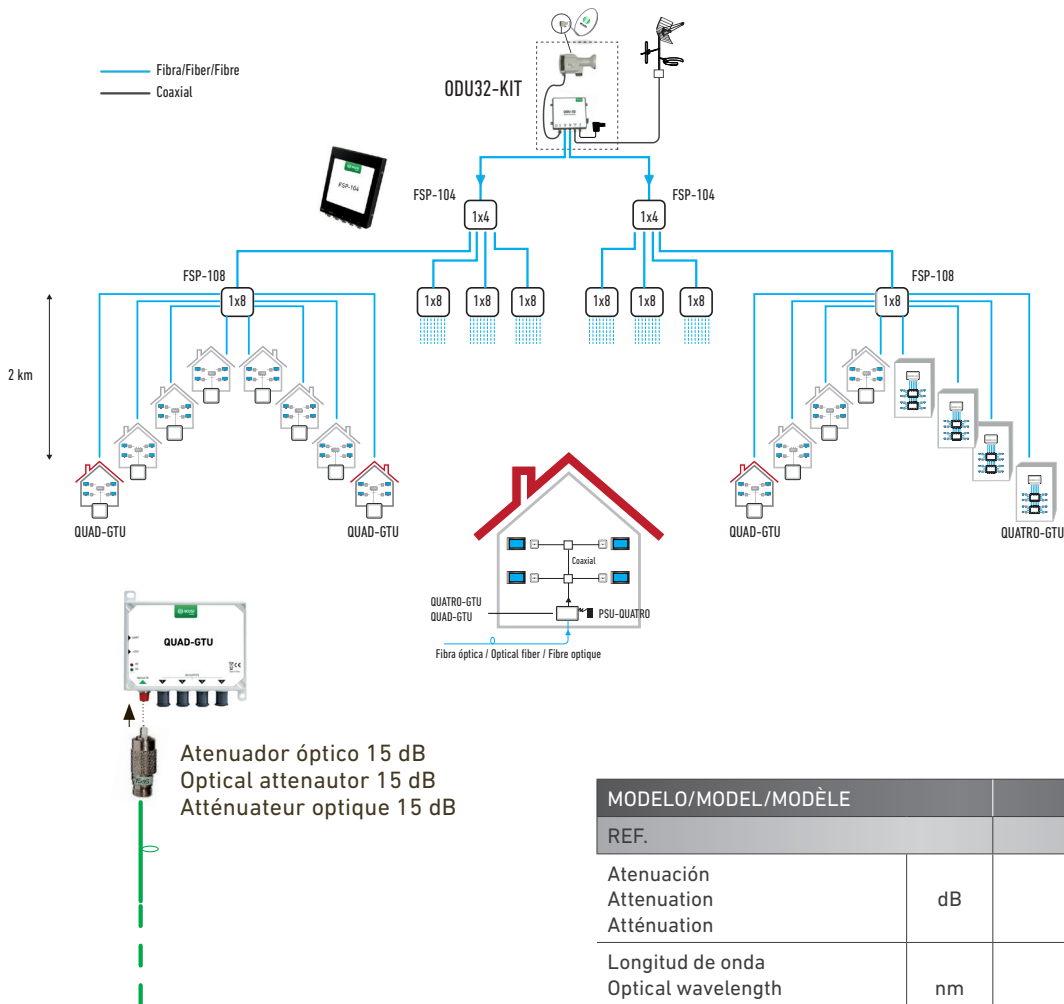 Fibra/Fiber/Fibre
Coaxial
ODU32-KIT
FSP-104
FSP-104
FSP-104
1x4
1x4
FSP-108
FSP-108
1x8
1x8
1x8
1x8
1x8
1x8
1x8
1x8
2 km
QUAD-GTU
QUAD-GTU
QUAD-GTU
QUATRO-GTU
Coaxial
QUATRO-GTU
QUAD-GTU
PSU-QUATRO
Fibra óptica / Optical fiber / Fibre optique
QUAD-GTU
Atenuador óptico 15 dB
Optical attenautor 15 dB
Atténuateur optique 15 dB
MODELO/MODEL/MODÈLE
REF.
Atenuación
Attenuation
dB
Atténuation
Longitud de onda
Optical wavelength
nm